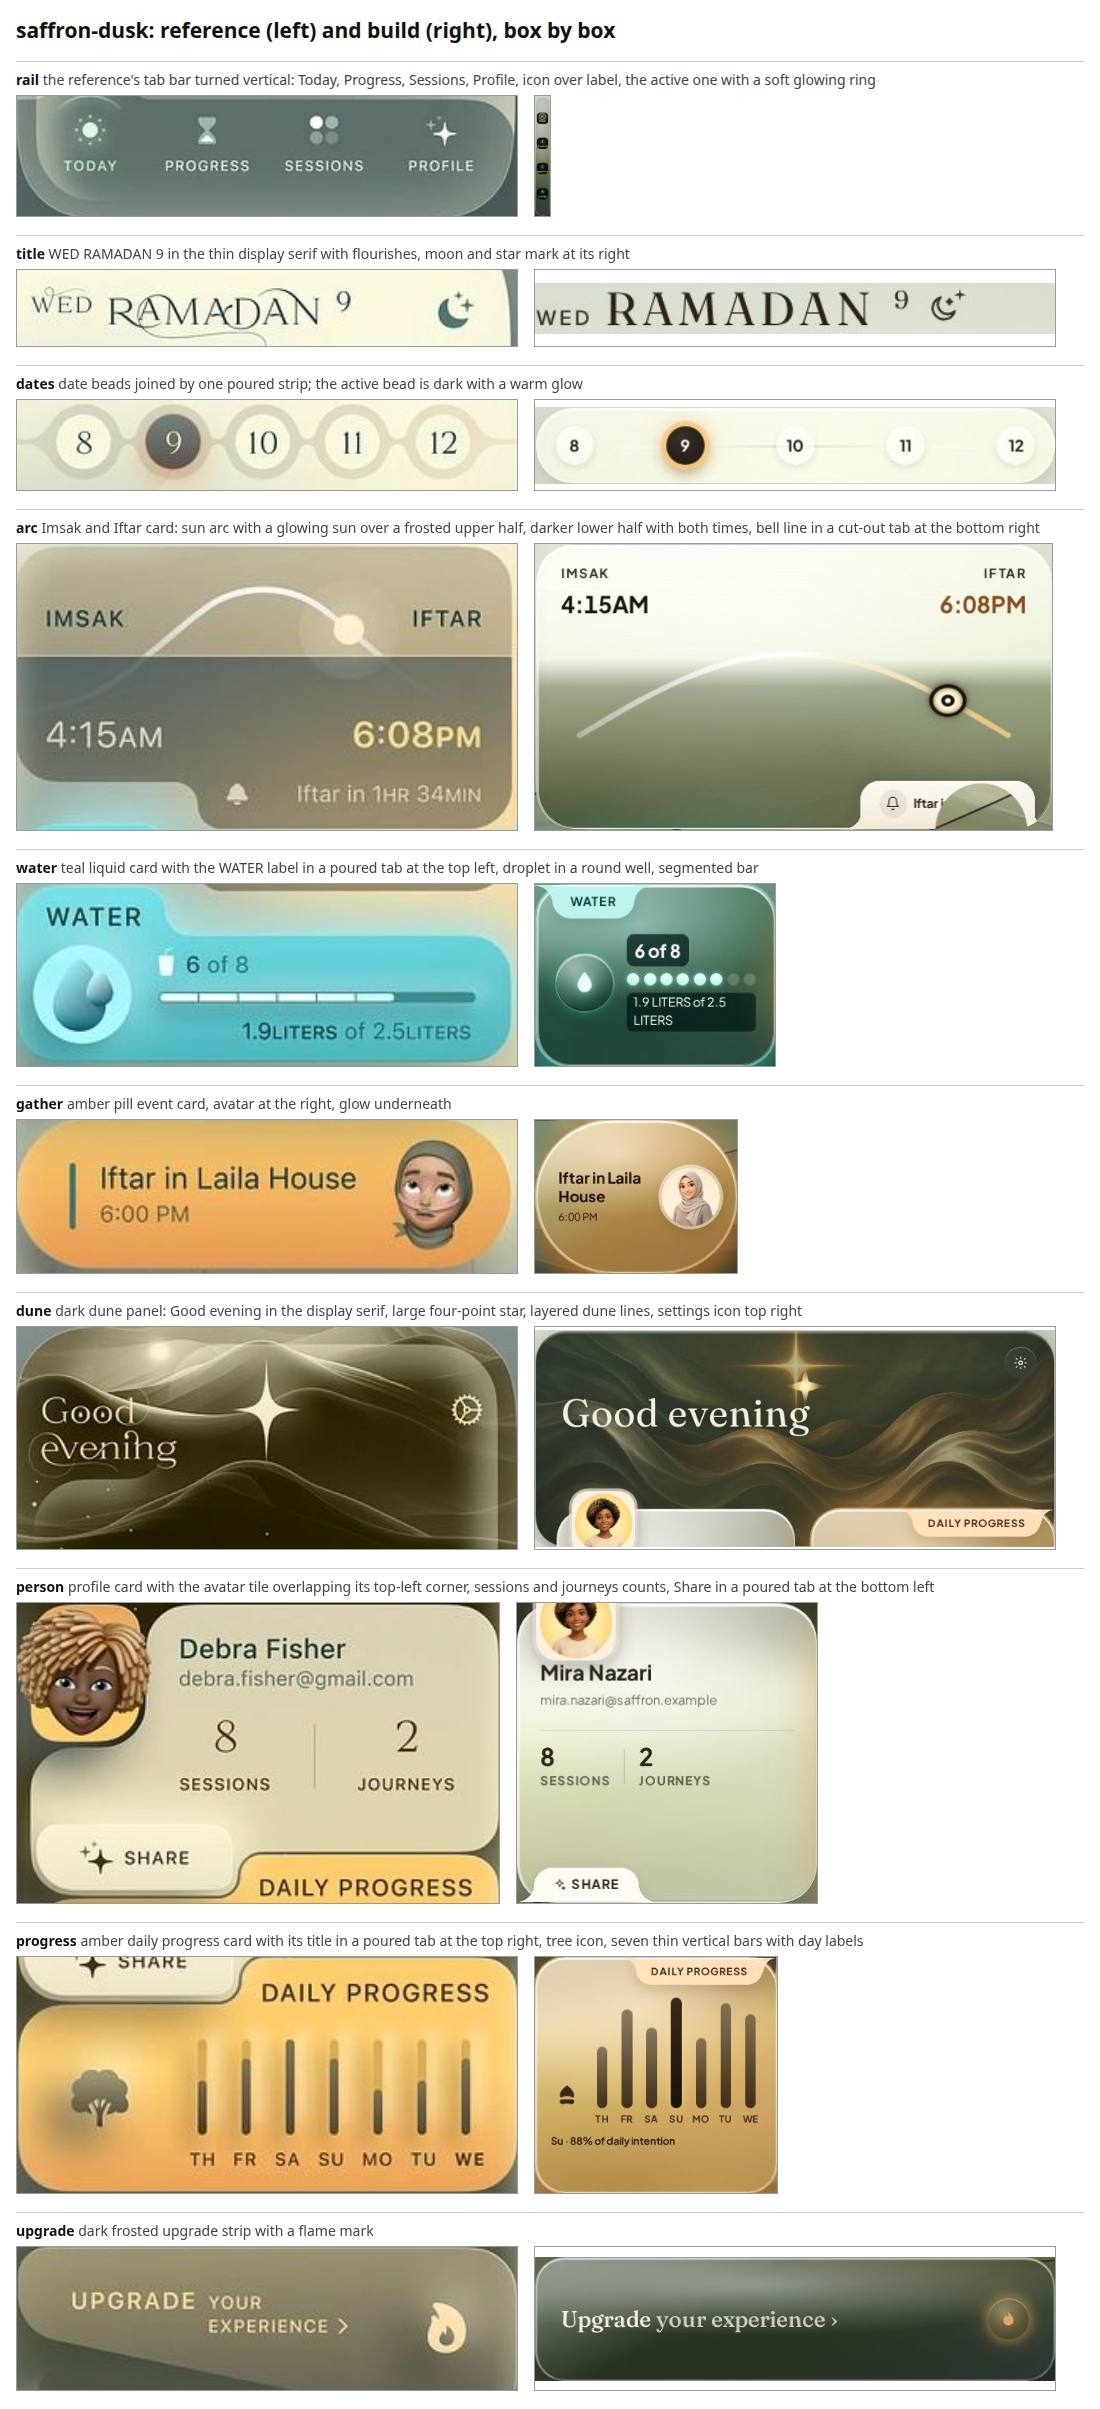 saffron-dusk: reference (left) and build (right), box by box
rail the reference's tab bar turned vertical: Today, Progress, Sessions, Profile, icon over label, the active one with a soft glowing ring
TODAY PROGRESS SESSIONS PROFILE
title WED RAMADAN 9 in the thin display serif with flourishes, moon and star mark at its right
WED RAMADAN 9
WED RAMADAN 9
dates date beads joined by one poured strip; the active bead is dark with a warm glow
8 9 10 11 12
8 9 10 11 12
arc Imsak and Iftar card: sun arc with a glowing sun over a frosted upper half, darker lower half with both times, bell line in a cut-out tab at the bottom right
IMSAK IFTAR
4:15AM 6:08PM
Iftar in 1HR 34MIN
IMSAK IFTAR
4:15AM 6:08PM
Iftar
water teal liquid card with the WATER label in a poured tab at the top left, droplet in a round well, segmented bar
WATER
6 of 8
1.9LITERS of 2.5LITERS
WATER
6 of 8
1.9 LITERS of 2.5
LITERS
gather amber pill event card, avatar at the right, glow underneath
Iftar in Laila House
6:00 PM
Iftar in Laila
House
6:00 PM
dune dark dune panel: Good evening in the display serif, large four-point star, layered dune lines, settings icon top right
Good
evening
Good evening
DAILY PROGRESS
person profile card with the avatar tile overlapping its top-left corner, sessions and journeys counts, Share in a poured tab at the bottom left
Debra Fisher
debra.fisher@gmail.com
8 2
SESSIONS JOURNEYS
SHARE
DAILY PROGRESS
Mira Nazari
mira.nazari@saffron.example
8 2
SESSIONS JOURNEYS
SHARE
progress amber daily progress card with its title in a poured tab at the top right, tree icon, seven thin vertical bars with day labels
SHARE
DAILY PROGRESS
TH FR SA SU MO TU WE
DAILY PROGRESS
TH FR SA SU MO TU WE
Su · 88% of daily intention
upgrade dark frosted upgrade strip with a flame mark
UPGRADE YOUR
EXPERIENCE >
Upgrade your experience ›